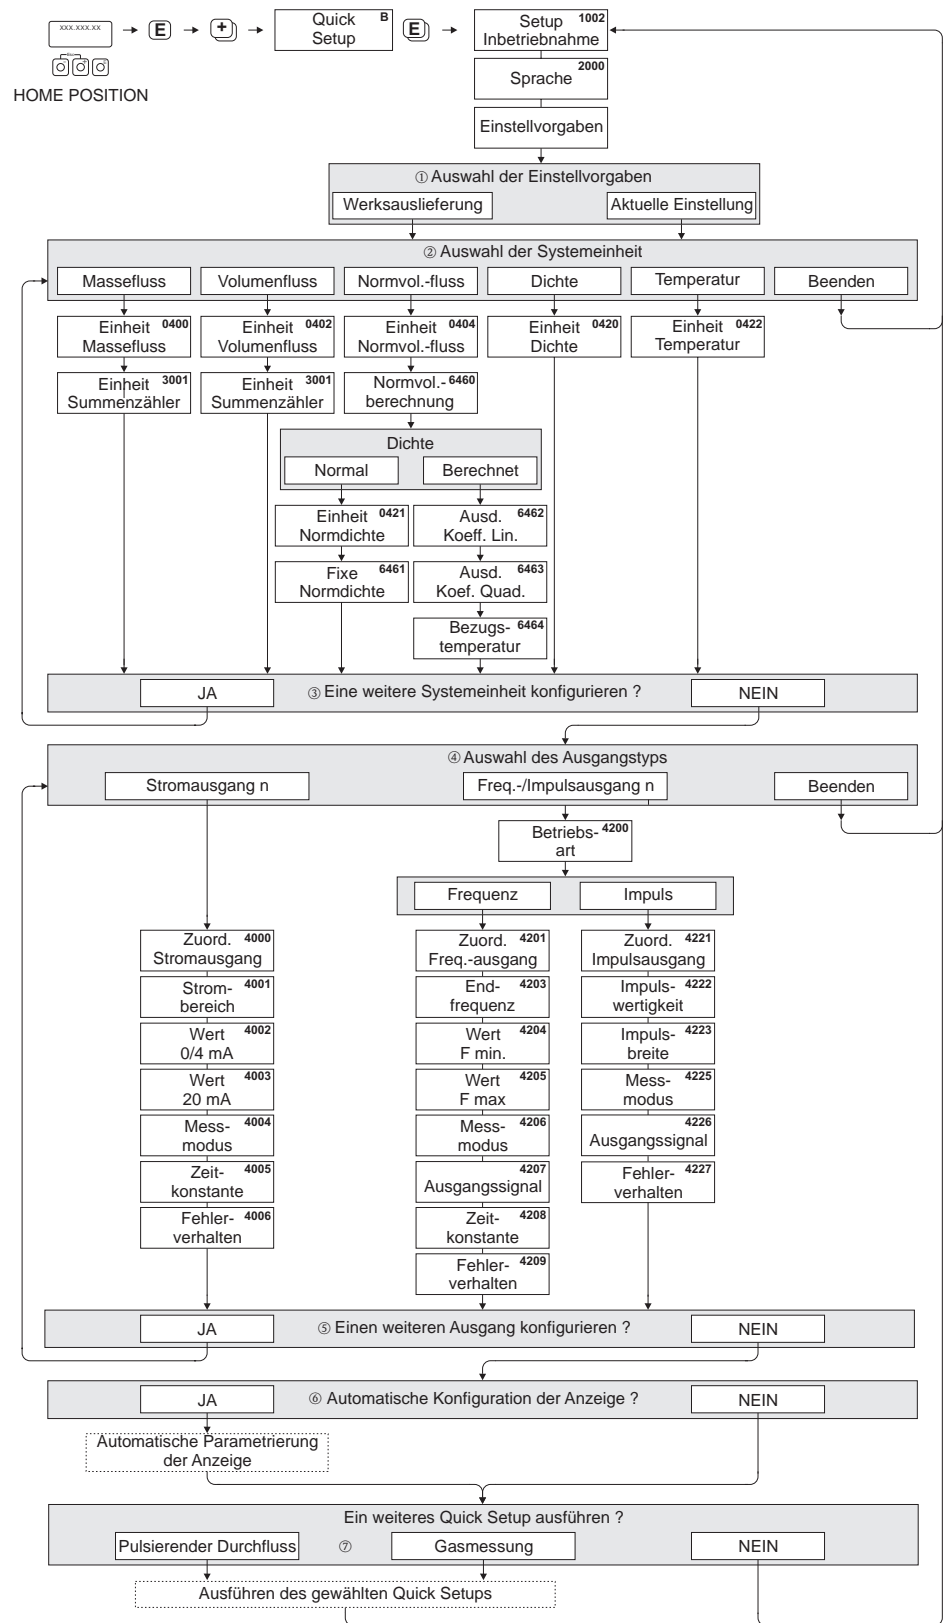 XXX.XXX.XX
E
+
Quick
Setup
B
E
Setup
Inbetriebnahme
1002
HOME POSITION
Sprache
2000
Einstellvorgaben
① Auswahl der Einstellvorgaben
Werksauslieferung
Aktuelle Einstellung
② Auswahl der Systemeinheit
Massefluss
Volumenfluss
Normvol.-fluss
Dichte
Temperatur
Beenden
Einheit 0400
Massefluss
Einheit 0402
Volumenfluss
Einheit 0404
Normvol.-fluss
Einheit 0420
Dichte
Einheit 0422
Temperatur
Einheit 3001
Summenzähler
Einheit 3001
Summenzähler
Normvol.- 6460
berechnung
Dichte
Normal
Berechnet
Einheit 0421
Normdichte
Ausd. 6462
Koeff. Lin.
Fixe 6461
Normdichte
Ausd. 6463
Koef. Quad.
Bezugs- 6464
temperatur
JA
③ Eine weitere Systemeinheit konfigurieren ?
NEIN
④ Auswahl des Ausgangstyps
Stromausgang n
Freq.-/Impulsausgang n
Beenden
Betriebs- 4200
art
Frequenz
Impuls
Zuord. 4000
Stromausgang
Zuord. 4201
Freq.-ausgang
Zuord. 4221
Impulsausgang
Strom- 4001
bereich
End- 4203
frequenz
Impuls- 4222
wertigkeit
Wert 4002
0/4 mA
Wert 4204
F min.
Impuls- 4223
breite
Wert 4003
20 mA
Wert 4205
F max
Mess- 4225
modus
Mess- 4004
modus
Mess- 4206
modus
4226
Ausgangssignal
Zeit- 4005
konstante
4207
Ausgangssignal
Fehler- 4227
verhalten
Fehler- 4006
verhalten
Zeit- 4208
konstante
Fehler- 4209
verhalten
JA
⑤ Einen weiteren Ausgang konfigurieren ?
NEIN
JA
⑥ Automatische Konfiguration der Anzeige ?
NEIN
Automatische Parametrierung
der Anzeige
Ein weiteres Quick Setup ausführen ?
Pulsierender Durchfluss
⑦
Gasmessung
NEIN
Ausführen des gewählten Quick Setups